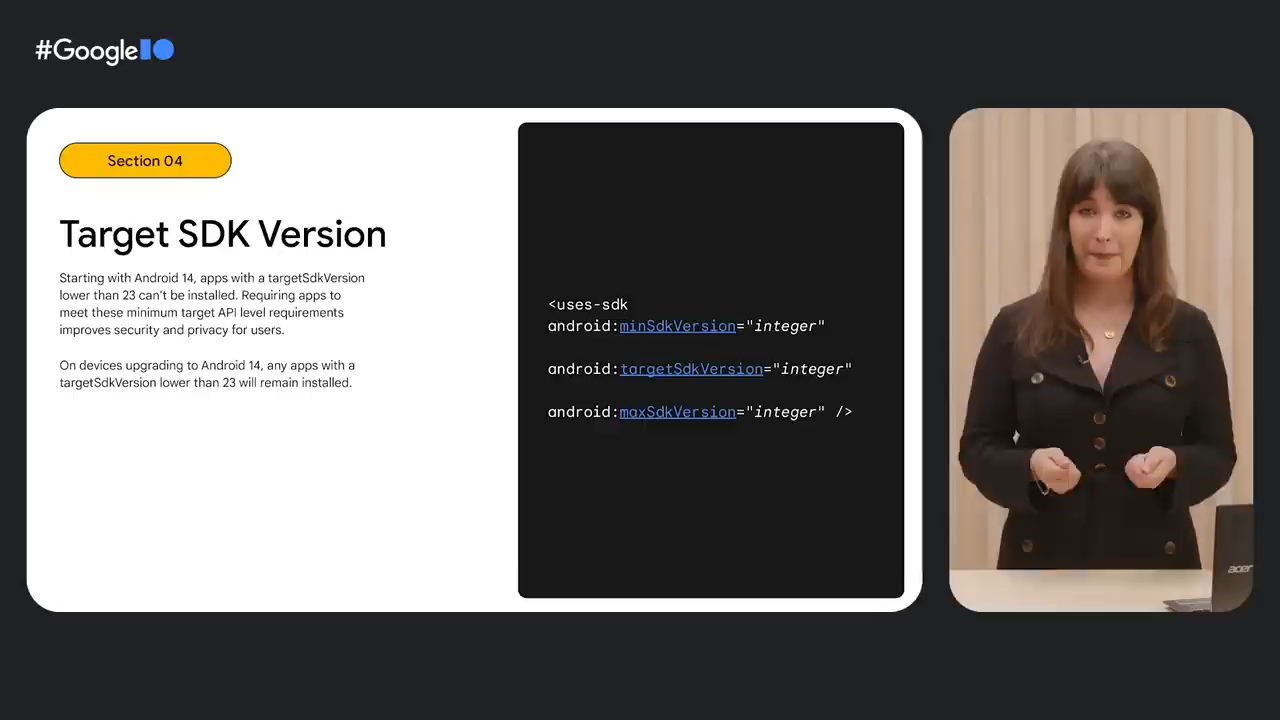 #GoogleIO
Section 04
Target SDK Version
Starting with Android 14, apps with a targetSdkVersion
lower than 23 can't be installed. Requiring apps to
meet these minimum target API level requirements
improves security and privacy for users.
On devices upgrading to Android 14, any apps with a
targetSdkVersion lower than 23 will remain installed.
<uses-sdk
android:minSdkVersion="integer"
android:targetSdkVersion="integer"
android:maxSdkVersion="integer" />
acer